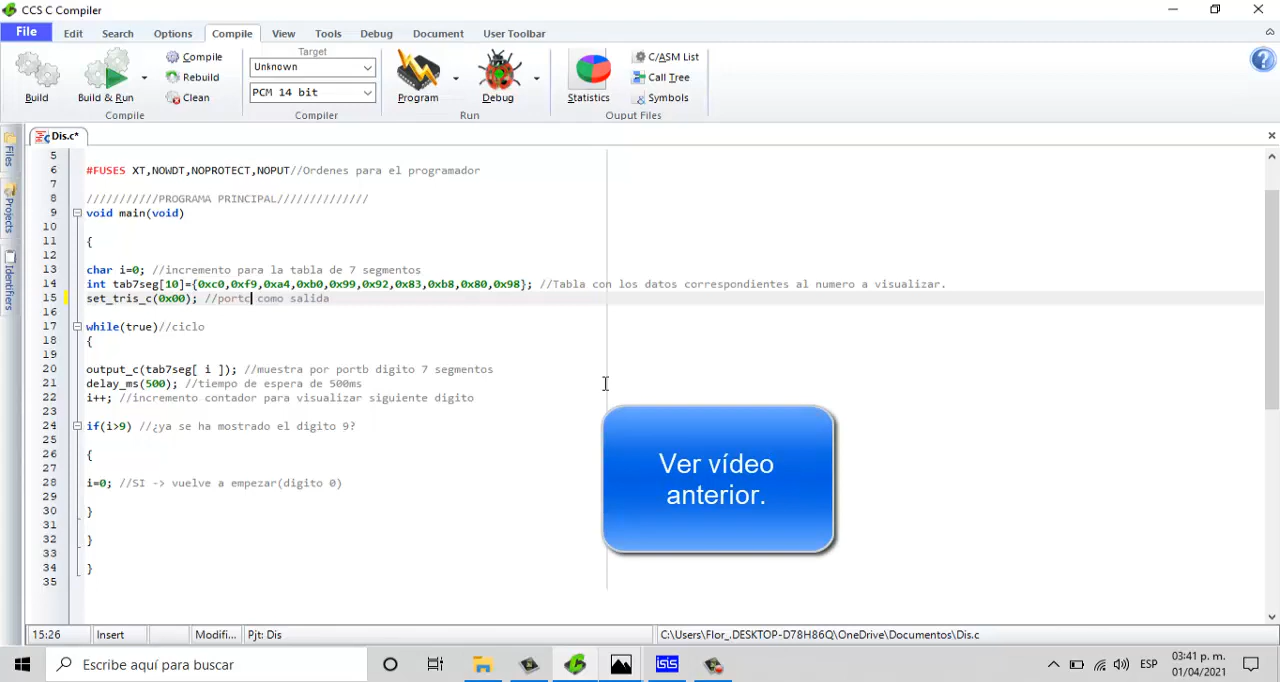 CCS C Compiler
File Edit Search Options Compile View Tools Debug Document User Toolbar
Build
Build & Run
Compile
Rebuild
Clean
Compile
Target
Unknown
PCM 14 bit
Compiler
Program
Debug
Run
Statistics
C/ASM List
Call Tree
Symbols
Ouput Files
Files
Projects
Identifiers
Dis.c*
5
6 #FUSES XT,NOWDT,NOPROTECT,NOPUT//Ordenes para el programador
7
8 ///////////PROGRAMA PRINCIPAL//////////////
9 void main(void)
10
11 {
12
13 char i=0; //incremento para la tabla de 7 segmentos
14 int tab7seg[10]={0xc0,0xf9,0xa4,0xb0,0x99,0x92,0x83,0xb8,0x80,0x98}; //Tabla con los datos correspondientes al numero a visualizar.
15 set_tris_c(0x00); //portc como salida
16
17 while(true)//ciclo
18 {
19
20 output_c(tab7seg[ i ]); //muestra por portb digito 7 segmentos
21 delay_ms(500); //tiempo de espera de 500ms
22 i++; //incremento contador para visualizar siguiente digito
23
24 if(i>9) //¿ya se ha mostrado el digito 9?
25
26 {
27
28 i=0; //SI -> vuelve a empezar(digito 0)
29
30 }
31
32 }
33
34 }
35
Ver vídeo
anterior.
15:26 Insert Modifi... Pjt: Dis C:\Users\Flor_.DESKTOP-D78H86Q\OneDrive\Documentos\Dis.c
Escribe aquí para buscar
isis
ESP
03:41 p. m.
01/04/2021